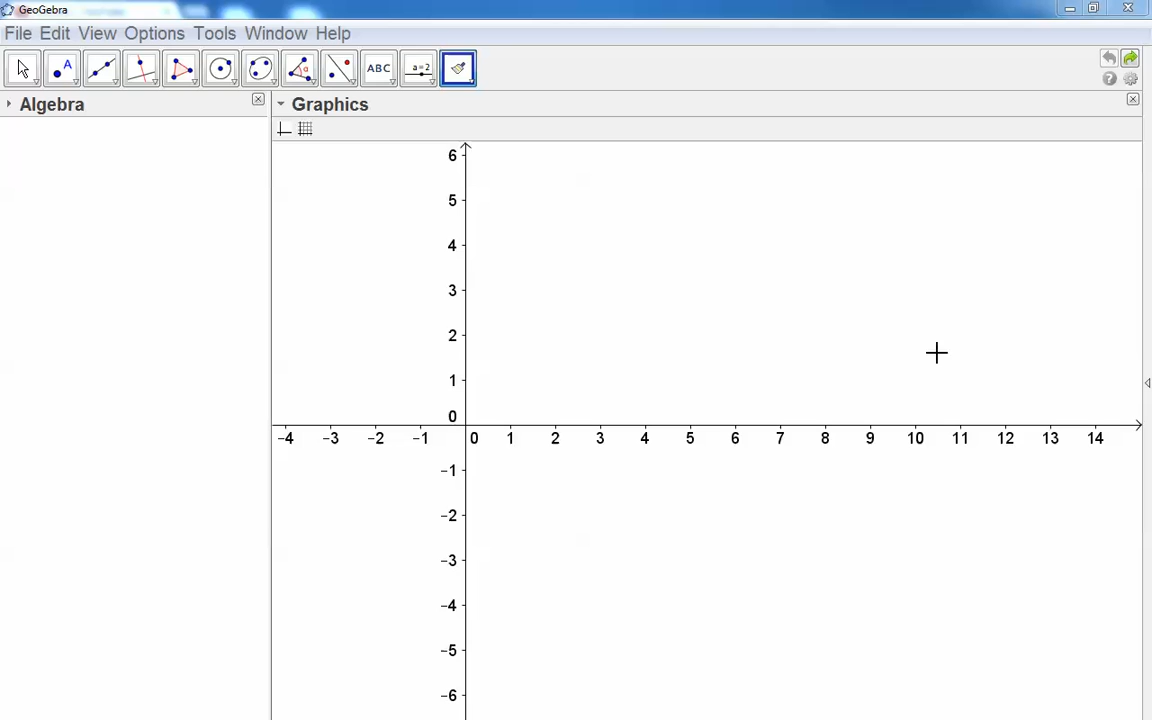 GeoGebra
File Edit View Options Tools Window Help
A
α
ABC
a=2
Algebra
Graphics
6
5
4
3
2
1
0
−4 −3 −2 −1 0 1 2 3 4 5 6 7 8 9 10 11 12 13 14
−1
−2
−3
−4
−5
−6